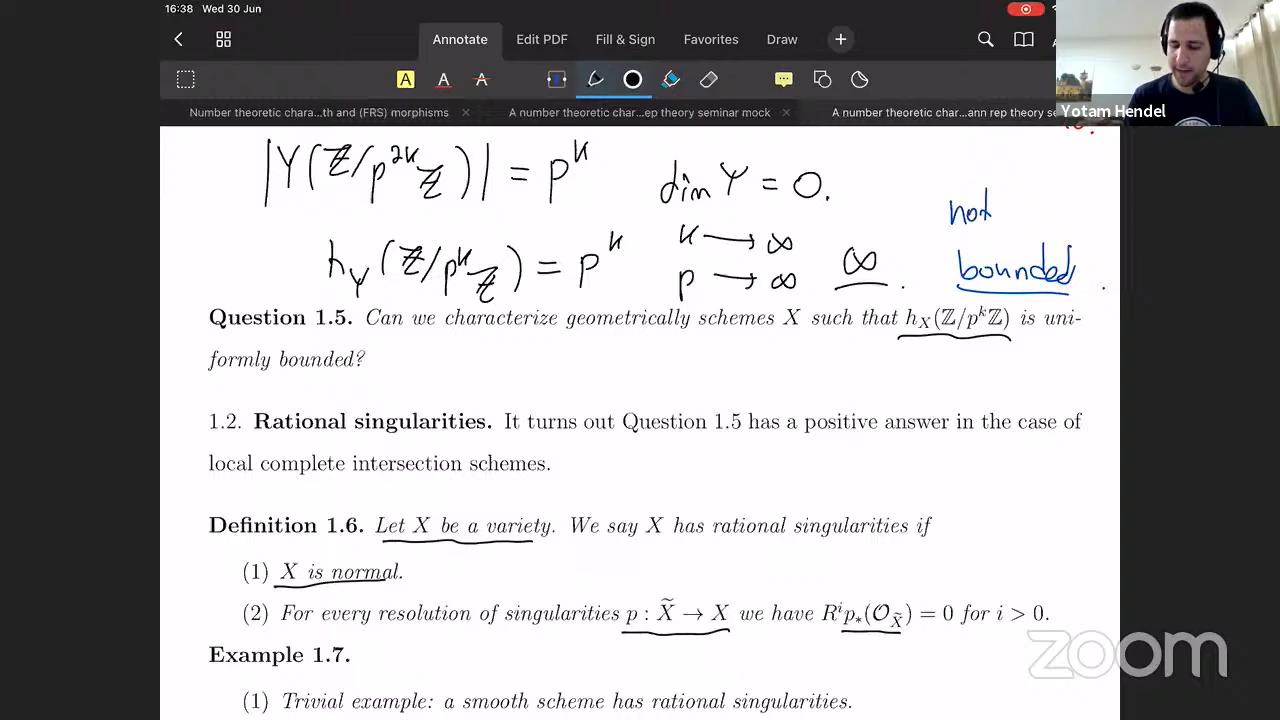 16:38 Wed 30 Jun
Annotate Edit PDF Fill & Sign Favorites Draw
A A A
Number theoretic chara...th and (FRS) morphisms × A number theoretic char...ep theory seminar mock × A number theoretic char...ann rep theory se
Yotam Hendel
|Y(ℤ/p^{2k}ℤ)| = p^k dim Y = 0.
not
h_Y(ℤ/p^kℤ) = p^k k → ∞
p → ∞ ∞. bounded.
Question 1.5. Can we characterize geometrically schemes X such that h_X(ℤ/p^kℤ) is uni-
formly bounded?
1.2. Rational singularities. It turns out Question 1.5 has a positive answer in the case of
local complete intersection schemes.
Definition 1.6. Let X be a variety. We say X has rational singularities if
(1) X is normal.
(2) For every resolution of singularities p : X̃ → X we have R^i p_*(𝒪_X̃) = 0 for i > 0.
Example 1.7.
zoom
(1) Trivial example: a smooth scheme has rational singularities.